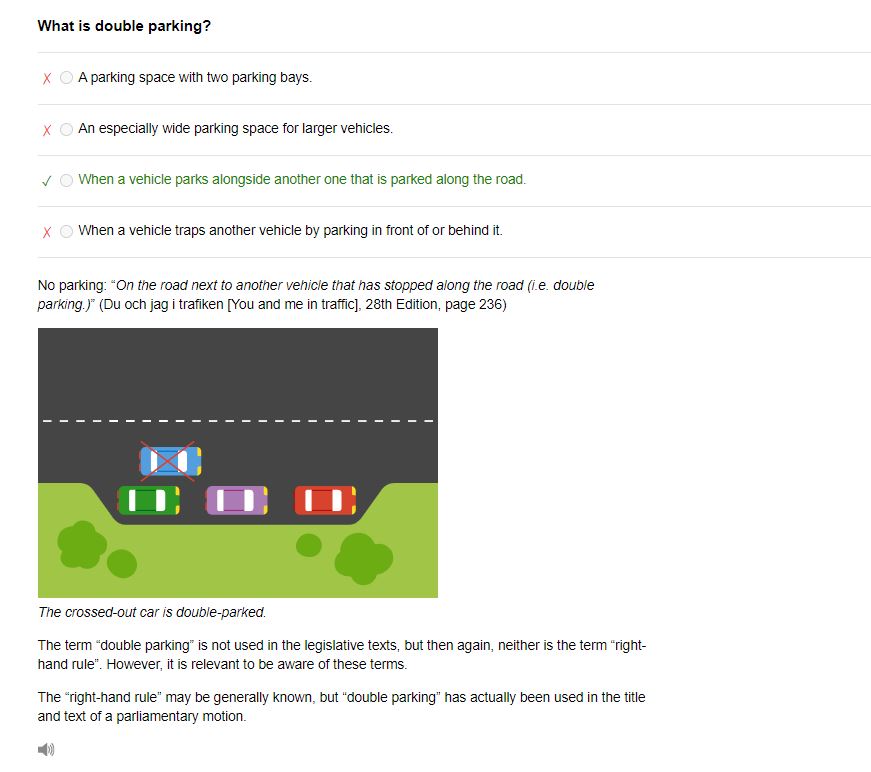 What is double parking?
A parking space with two parking bays.
An especially wide parking space for larger vehicles.
When a vehicle parks alongside another one that is parked along the road.
When a vehicle traps another vehicle by parking in front of or behind it.
No parking: “On the road next to another vehicle that has stopped along the road (i.e. double
parking.)” (Du och jag i trafiken [You and me in traffic], 28th Edition, page 236)
The crossed-out car is double-parked.
The term “double parking” is not used in the legislative texts, but then again, neither is the term “right-
hand rule”. However, it is relevant to be aware of these terms.
The “right-hand rule” may be generally known, but “double parking” has actually been used in the title
and text of a parliamentary motion.